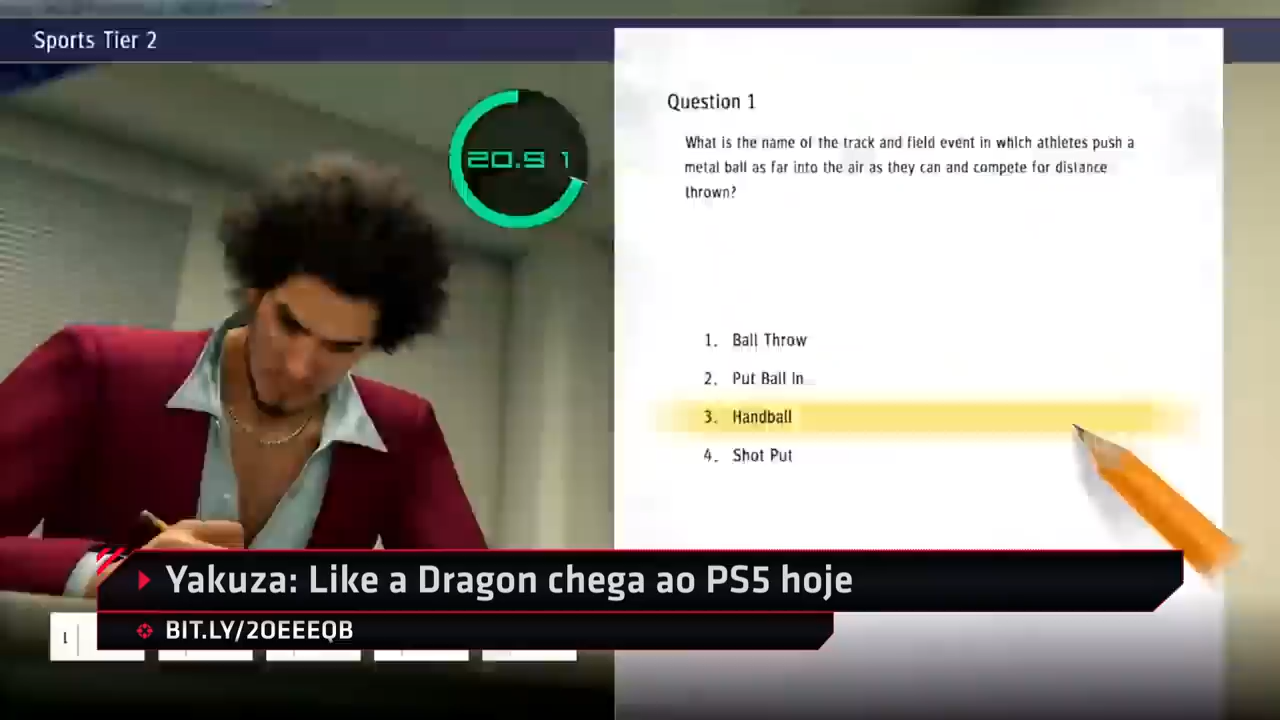 Sports Tier 2
20.91
Question 1
What is the name of the track and field event in which athletes push a
metal ball as far into the air as they can and compete for distance
thrown?
1. Ball Throw
2. Put Ball In
3. Handball
4. Shot Put
Yakuza: Like a Dragon chega ao PS5 hoje
BIT.LY/2OEEEQB
1